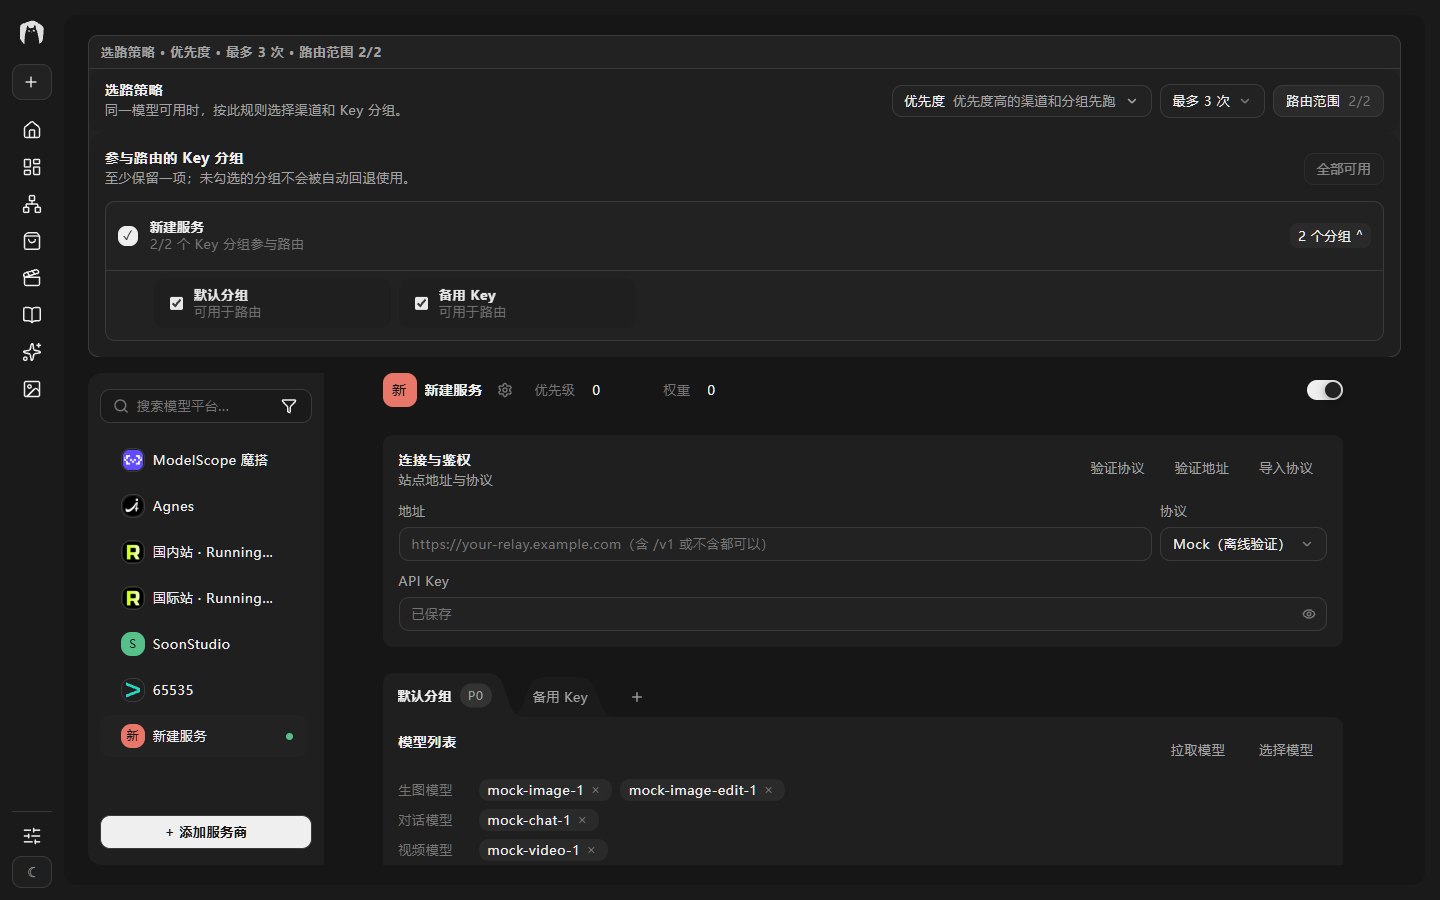 选路策略 • 优先度 • 最多 3 次 • 路由范围 2/2
选路策略
同一模型可用时，按此规则选择渠道和 Key 分组。
优先度 优先度高的渠道和分组先跑
最多 3 次
路由范围 2/2
参与路由的 Key 分组
至少保留一项；未勾选的分组不会被自动回退使用。
全部可用
新建服务
2/2 个 Key 分组参与路由
2 个分组 ^
默认分组
可用于路由
备用 Key
可用于路由
搜索模型平台...
ModelScope 魔搭
Agnes
国内站 · Running...
国际站 · Running...
S SoonStudio
65535
新 新建服务
+ 添加服务商
新 新建服务
优先级 0
权重 0
连接与鉴权
站点地址与协议
验证协议
验证地址
导入协议
地址
https://your-relay.example.com（含 /v1 或不含都可以）
协议
Mock（离线验证）
API Key
已保存
默认分组 P0
备用 Key
+
模型列表
拉取模型
选择模型
生图模型 mock-image-1 × mock-image-edit-1 ×
对话模型 mock-chat-1 ×
视频模型 mock-video-1 ×